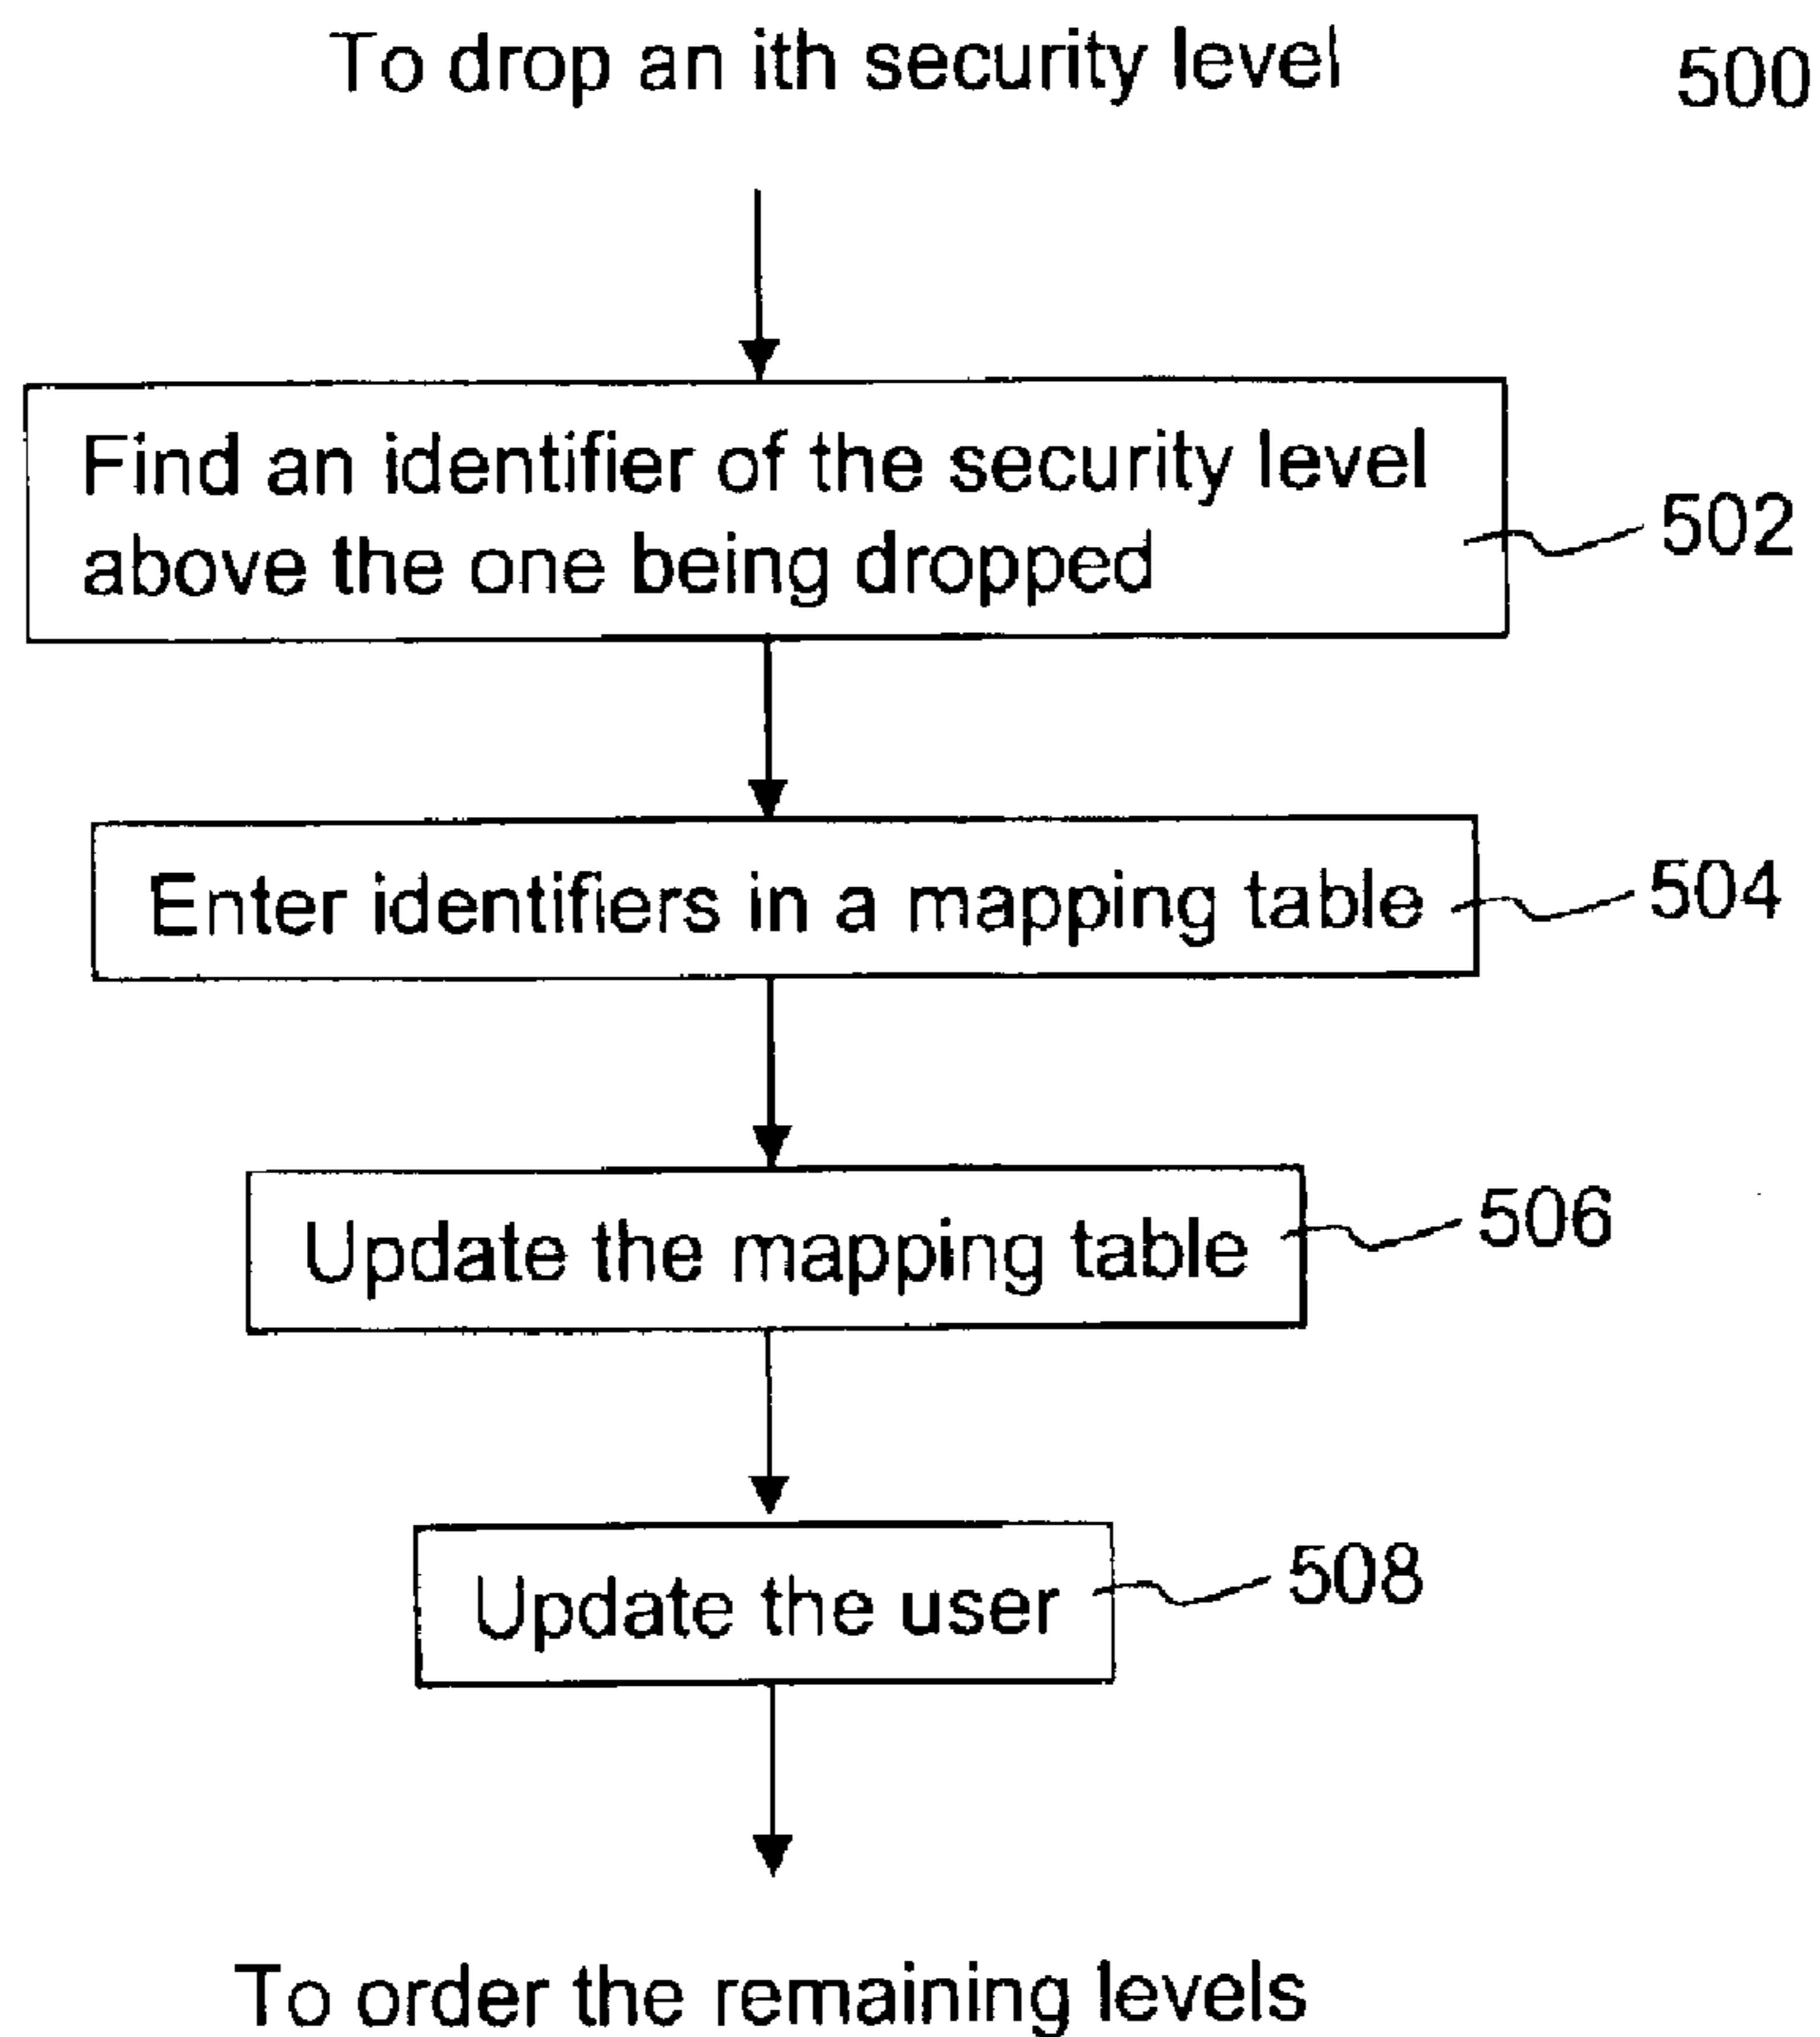 To drop an ith security level
500
Find an identifier of the security level
above the one being dropped
502
Enter identifiers in a mapping table
504
Update the mapping table
506
Update the user
508
To order the remaining levels